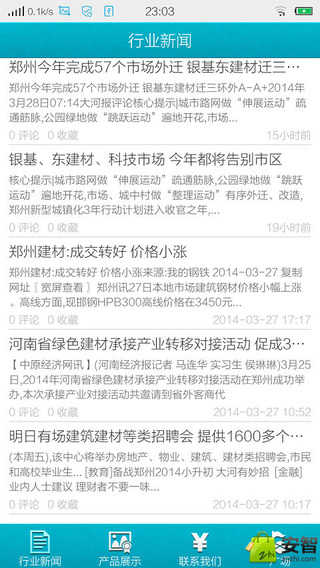 0.1k/s 23:03
行业新闻
郑州今年完成57个市场外迁 银基东建材迁三…
郑州今年完成57个市场外迁 银基东建材迁三环外A-A+2014年
3月28日07:14大河报评论核心提示|城市路网做“伸展运动”疏
通筋脉,公园绿地做“跳跃运动”遍地开花,市场...
0 评论 0 收藏 15小时前
银基、东建材、科技市场 今年都将告别市区
核心提示|城市路网做“伸展运动”疏通筋脉,公园绿地做“跳跃
运动”遍地开花,市场、城中村做“整理运动”有序外迁、改造,
郑州新型城镇化3年行动计划进入收官之年,...
0 评论 0 收藏 19小时前
郑州建材:成交转好 价格小涨
郑州建材:成交转好 价格小涨来源:我的钢铁 2014-03-27 复制
网址〖宽屏查看〗郑州讯27日本地市场建筑钢材价格小幅上涨
。高线方面,现邯钢HPB300高线价格在3450元...
0 评论 0 收藏 2014-03-27 17:17
河南省绿色建材承接产业转移对接活动 促成3…
【中原经济网讯】(河南经济报记者 马连华 实习生 侯琳琳)3月25
日,2014年河南省绿色建材承接产业转移对接活动在郑州成功举
办,本次承接产业对接活动共邀请到省外客商代
0 评论 0 收藏 2014-03-27 10:52
明日有场建筑建材等类招聘会 提供1600多个…
(本周五),该中心将举办房地产、物业、建筑、建材类招聘会,市民
和高校毕业生... [教育]备战郑州2014小升初 大河有妙招 [金融]
业内人士建议 理财者不要一味...
0 评论 0 收藏 2014-03-27 10:17
行业新闻 产品展示 联系我们 市场
安智